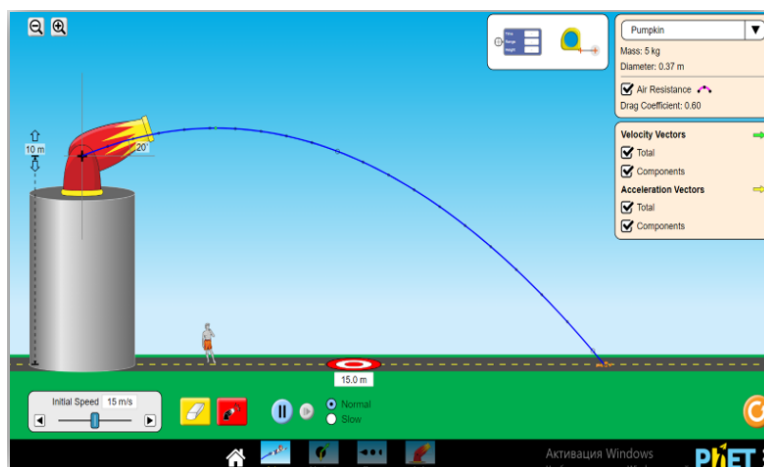 Pumpkin
Mass: 5 kg
Diameter: 0.37 m
Air Resistance
Drag Coefficient: 0.60
Velocity Vectors
Total
Components
Acceleration Vectors
Total
Components
10 m
20°
15.0 m
Initial Speed 15 m/s
Normal
Slow
Активация Windows
PhET